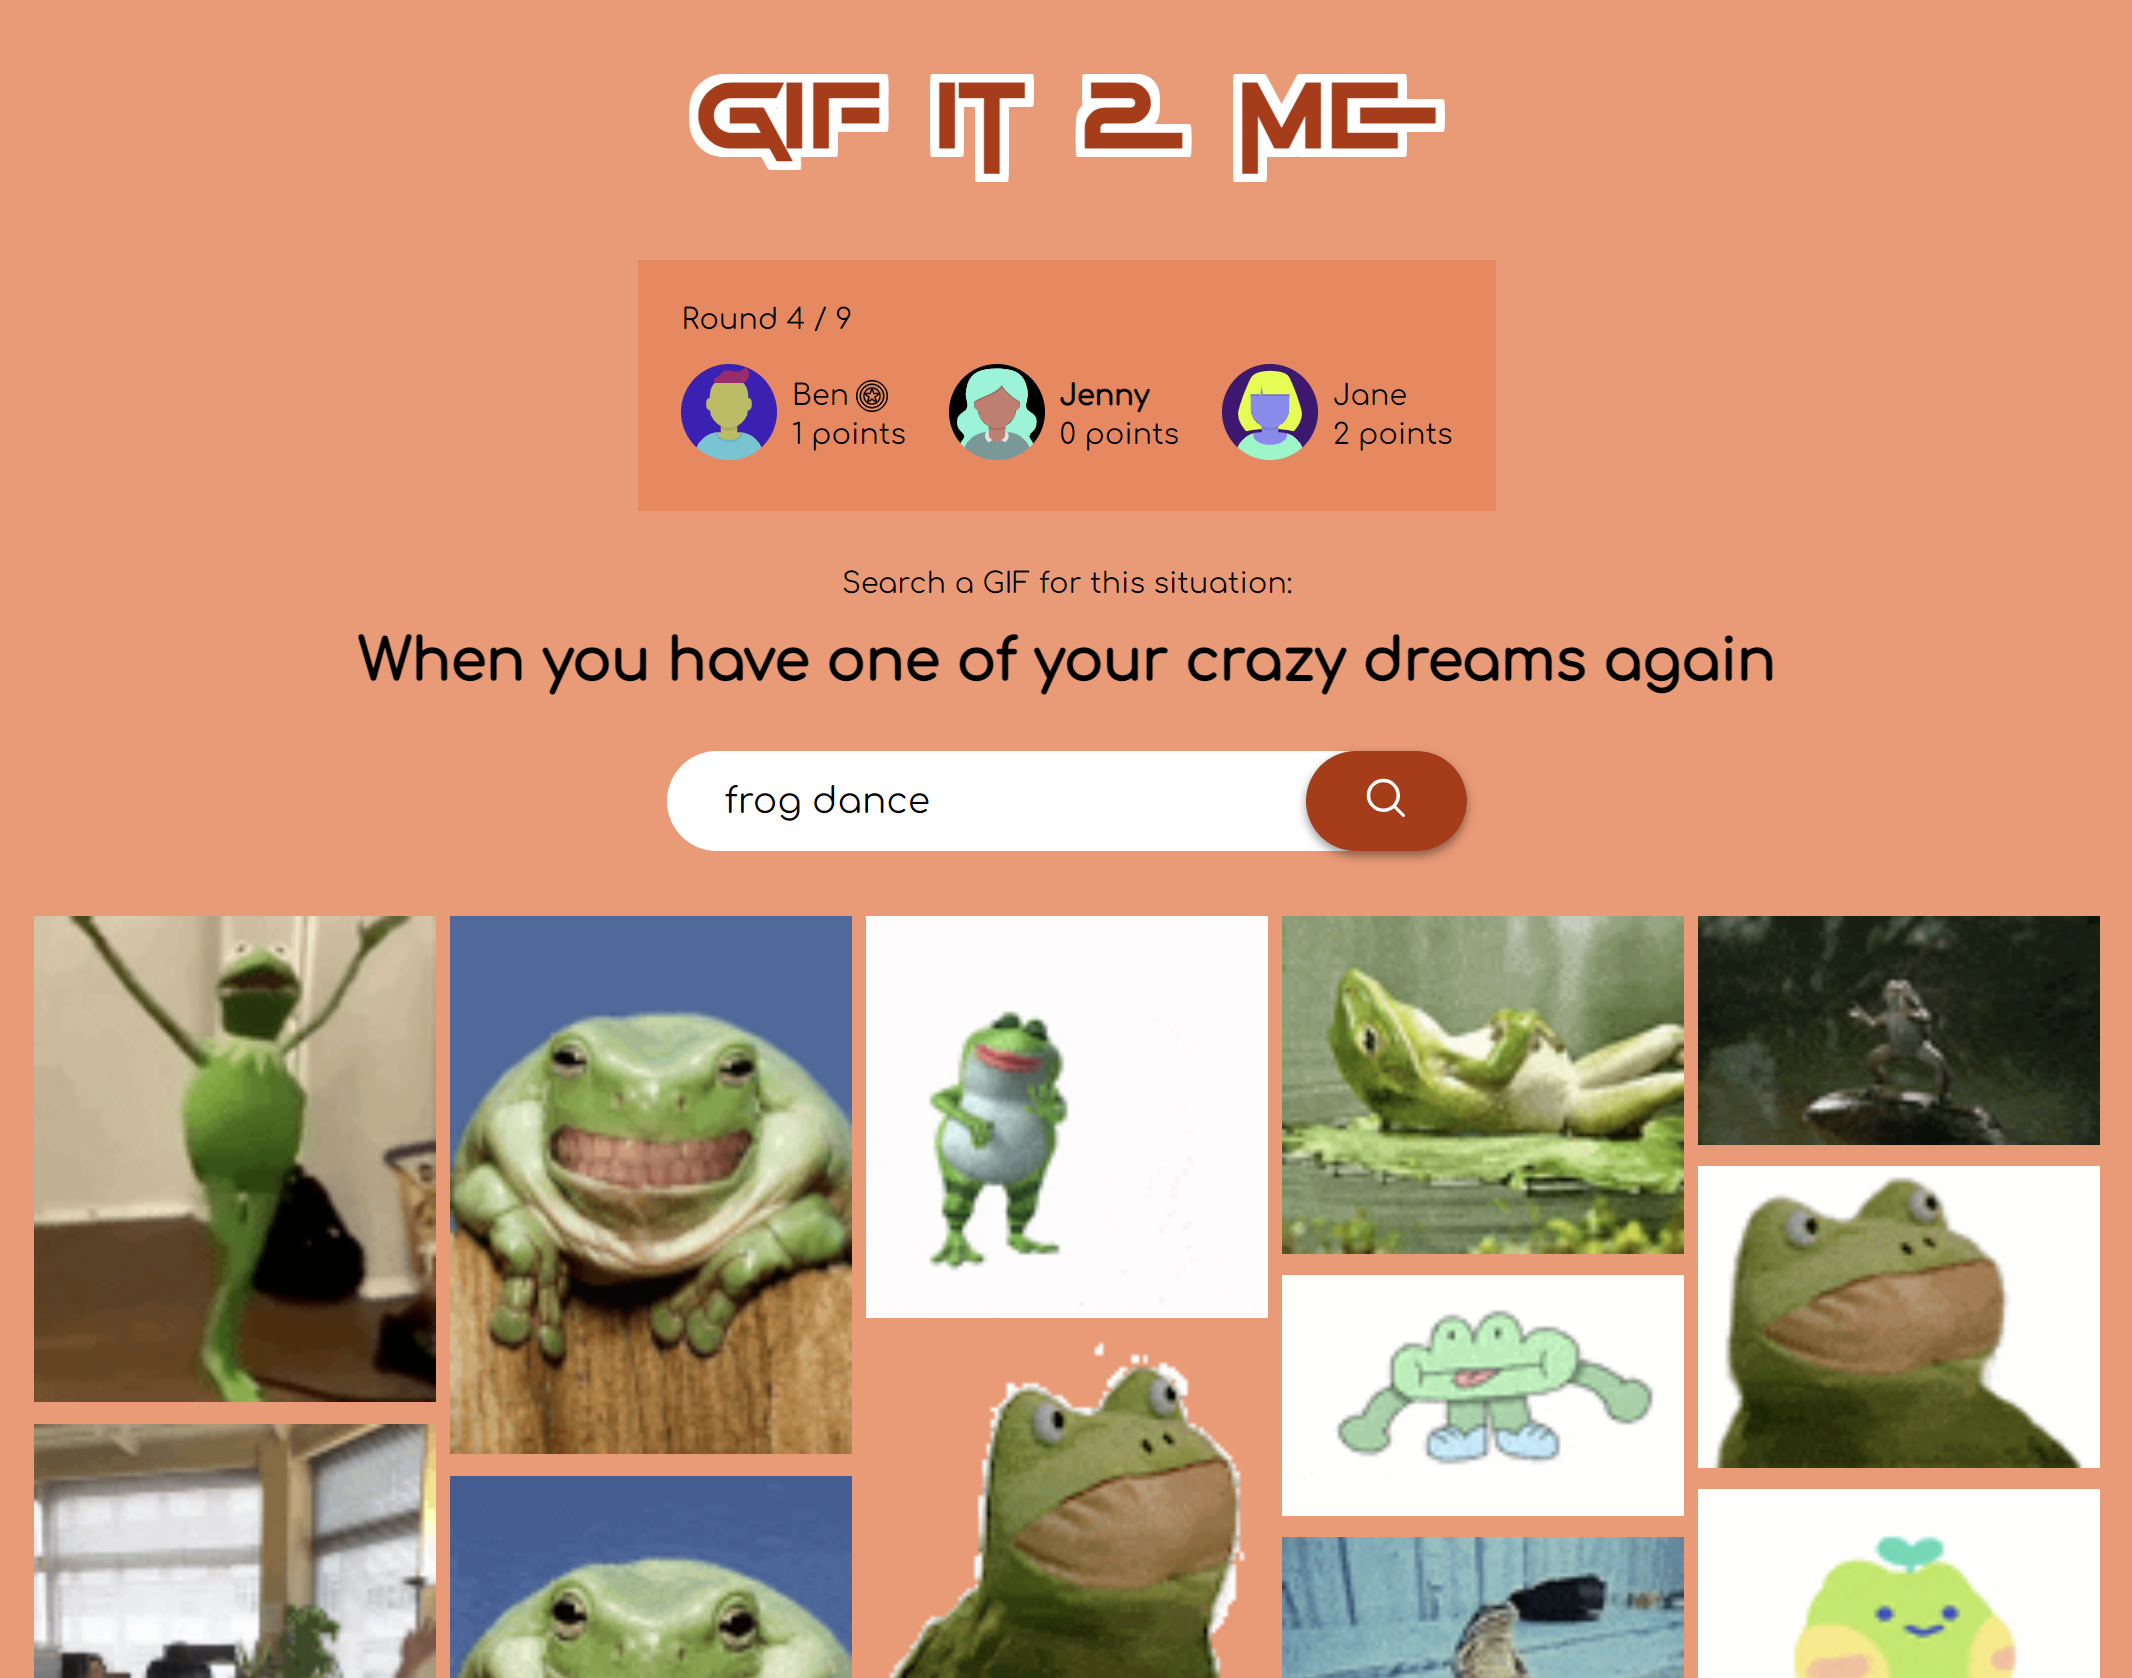 GIF IT 2 ME
Round 4 / 9
Ben
1 points
Jenny
0 points
Jane
2 points
Search a GIF for this situation:
When you have one of your crazy dreams again
frog dance